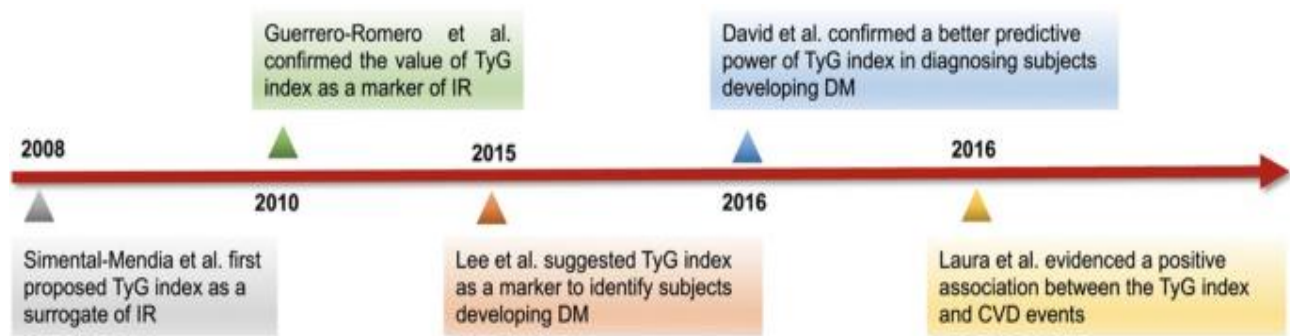 Guerrero-Romero et al.
confirmed the value of TyG
index as a marker of IR
David et al. confirmed a better predictive
power of TyG index in diagnosing subjects
developing DM
2008
2015
2016
2010
2016
Simental-Mendia et al. first
proposed TyG index as a
surrogate of IR
Lee et al. suggested TyG index
as a marker to identify subjects
developing DM
Laura et al. evidenced a positive
association between the TyG index
and CVD events